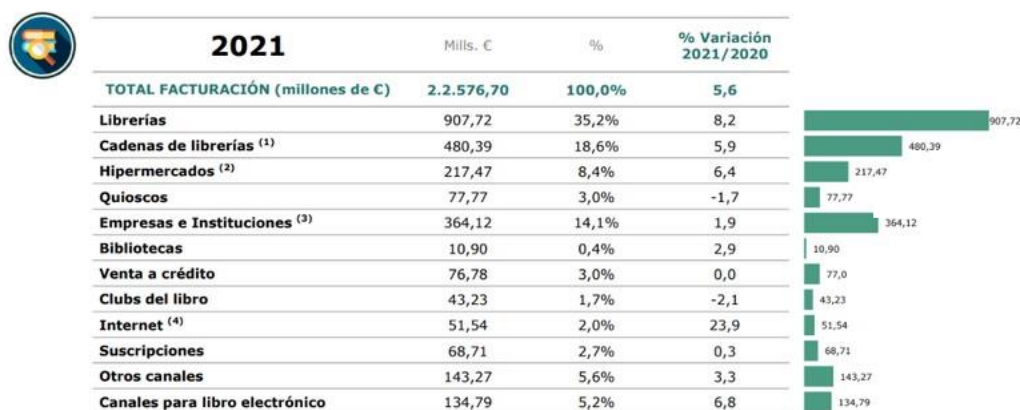 2021 Mills. € % % Variación 2021/2020
TOTAL FACTURACIÓN (millones de €) 2.2.576,70 100,0% 5,6
Librerías 907,72 35,2% 8,2 907,72
Cadenas de librerías (1) 480,39 18,6% 5,9 480,39
Hipermercados (2) 217,47 8,4% 6,4 217,47
Quioscos 77,77 3,0% -1,7 77,77
Empresas e Instituciones (3) 364,12 14,1% 1,9 364,12
Bibliotecas 10,90 0,4% 2,9 10,90
Venta a crédito 76,78 3,0% 0,0 77,0
Clubs del libro 43,23 1,7% -2,1 43,23
Internet (4) 51,54 2,0% 23,9 51,54
Suscripciones 68,71 2,7% 0,3 68,71
Otros canales 143,27 5,6% 3,3 143,27
Canales para libro electrónico 134,79 5,2% 6,8 134,79